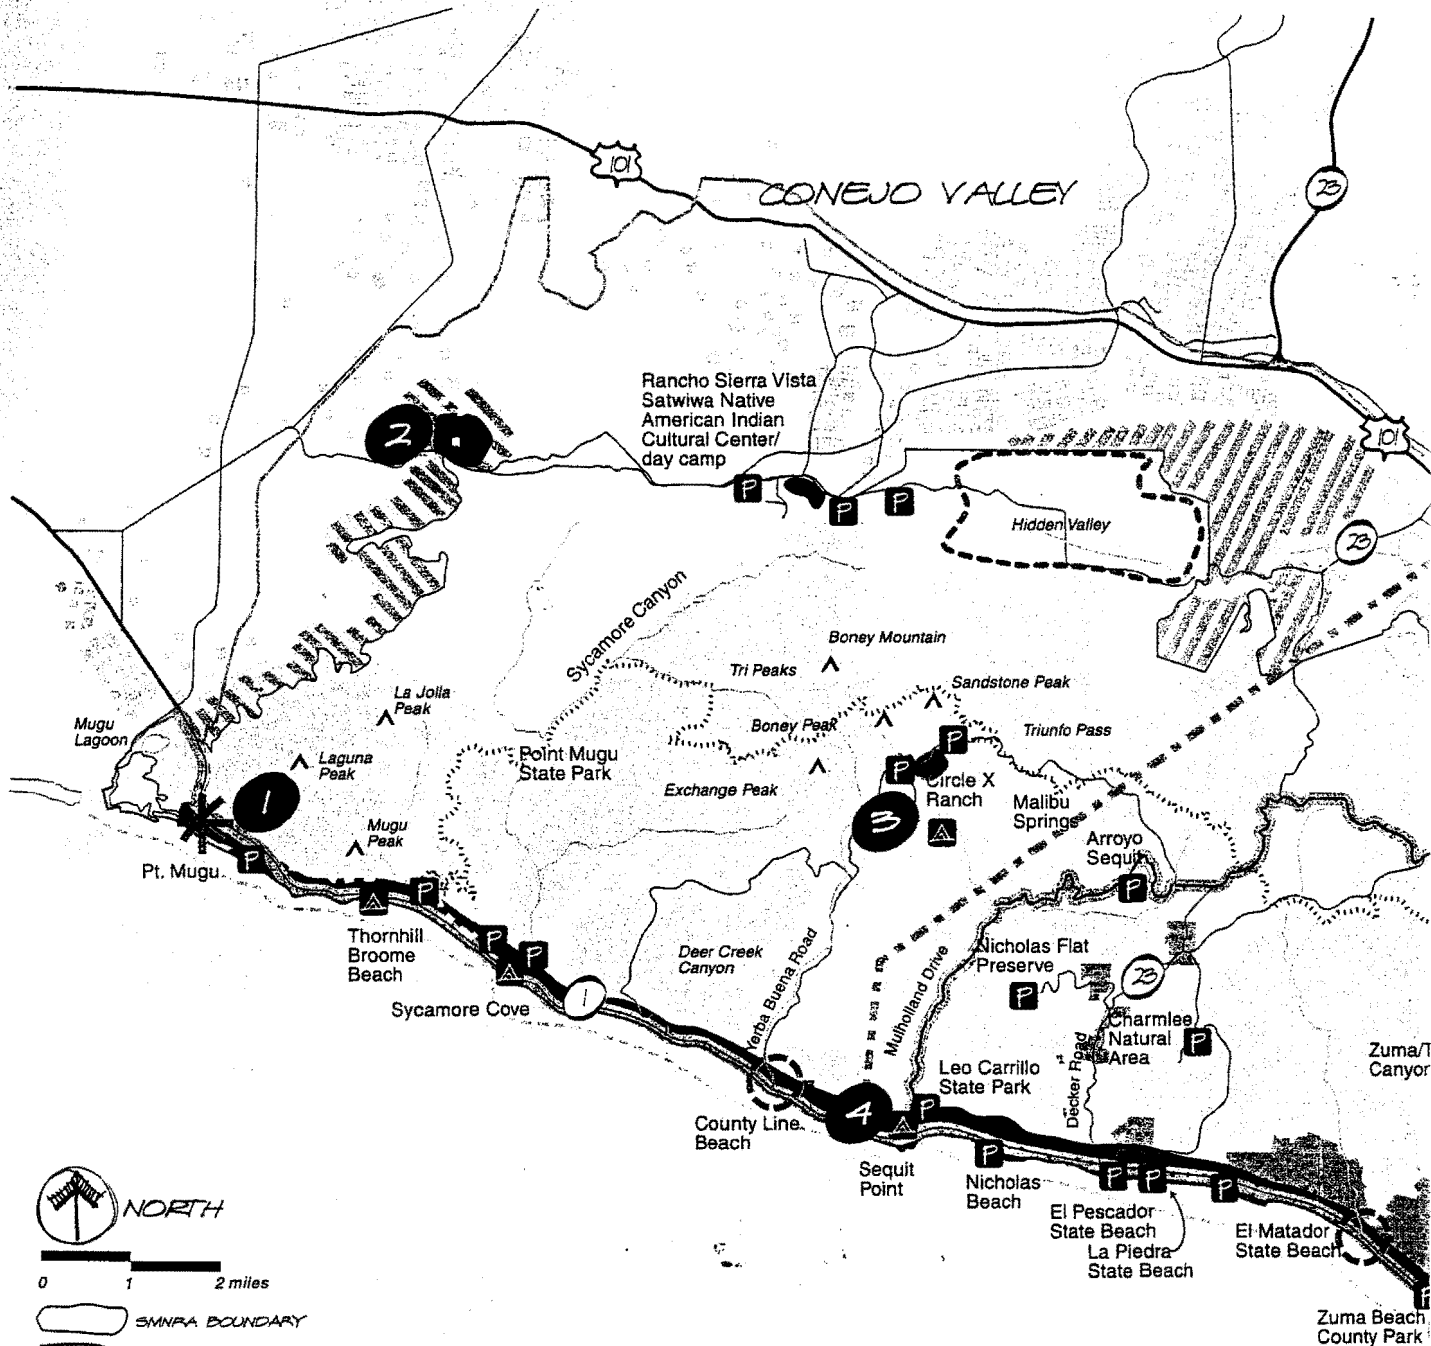 101
CONEJO VALLEY
23
Rancho Sierra Vista
Satwiwa Native
American Indian
Cultural Center/
day camp
2
101
P
P
P
Hidden Valley
23
Sycamore Canyon
Boney Mountain
Tri Peaks
Sandstone Peak
La Jolla
Peak
Mugu
Lagoon
Boney Peak
Triunfo Pass
Laguna
Peak
Point Mugu
State Park
P
P
Circle X
Ranch
Exchange Peak
1
3
Malibu
Springs
Mugu
Peak
Arroyo
Sequit
Pt. Mugu
P
P
P
Thornhill
Broome
Beach
P
P
Deer Creek
Canyon
Yerba Buena Road
Mulholland Drive
Nicholas Flat
Preserve
P
23
Sycamore Cove
1
Charmlee
Natural
Area
P
Decker Road
Zuma/T
Canyon
Leo Carrillo
State Park
4
P
County Line
Beach
Sequit
Point
P
Nicholas
Beach
P
P
P
El Pescador
State Beach
La Piedra
State Beach
El Matador
State Beach
P
Zuma Beach
County Park
NORTH
0 1 2 miles
SMNRA BOUNDARY